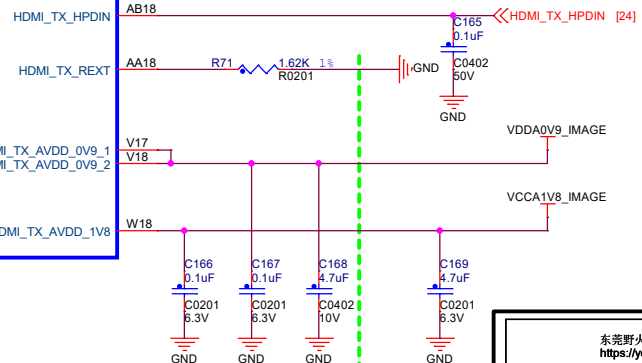 HDMI_TX_HPDIN AB18 HDMI_TX_HPDIN [24]
C165
0.1uF
C0402
50V
GND
HDMI_TX_REXT AA18 R71 1.62K 1% GND
R0201
VDDA0V9_IMAGE
MI_TX_AVDD_0V9_1 V17
MI_TX_AVDD_0V9_2 V18
VCCA1V8_IMAGE
DMI_TX_AVDD_1V8 W18
C166 C167 C168 C169
0.1uF 0.1uF 4.7uF 4.7uF
C0201 C0201 C0402 C0201
6.3V 6.3V 10V 6.3V
GND GND GND GND
东莞野
https://y